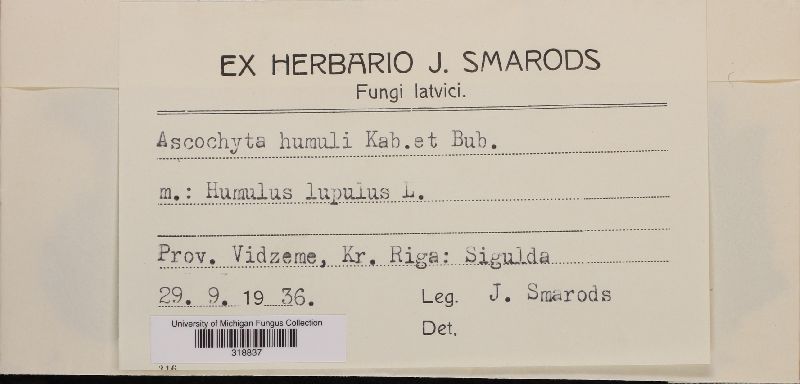 EX HERBARIO J. SMARODS
Fungi latvici.
Ascochyta humuli Kab.et Bub.
m.: Humulus lupulus L.
Prov. Vidzeme, Kr. Riga: Sigulda
29. 9. 19 36.
Leg. J. Smarods
Det.
University of Michigan Fungus Collection
318837